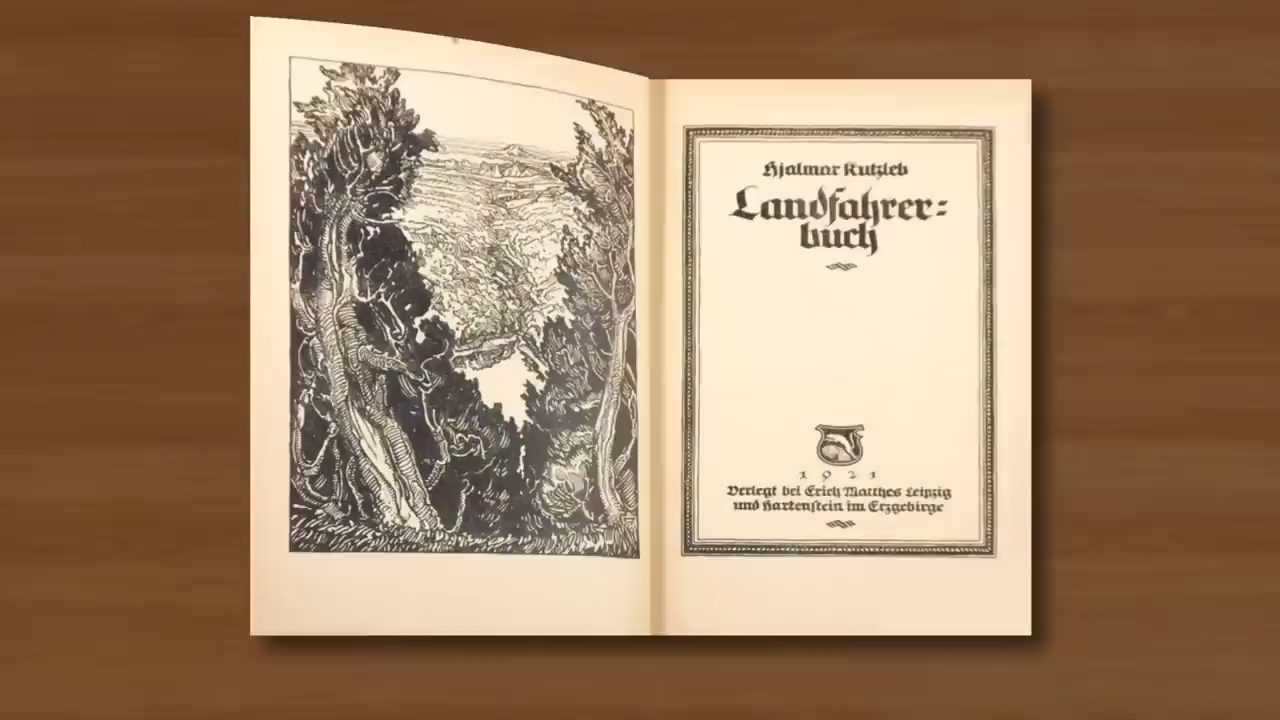 Hjalmar Kutzleb
Landfahrer=
buch
1921
Verlegt bei Erich Matthes Leipzig
und Hartenstein im Erzgebirge